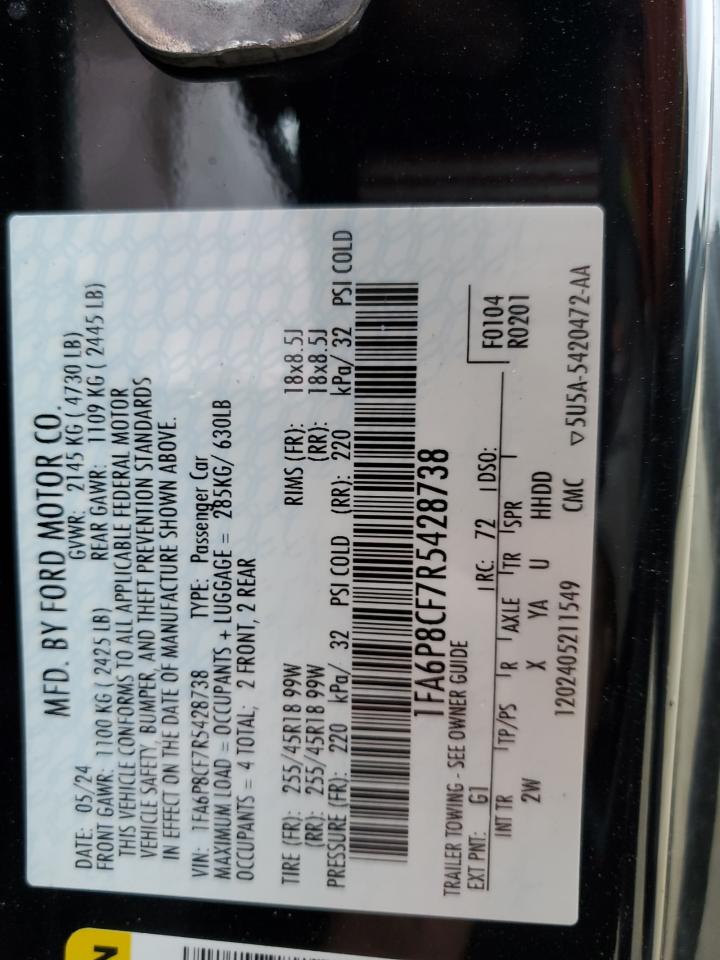 MFD. BY FORD MOTOR CO.
DATE: 05/24 GVWR: 2145 KG ( 4730 LB)
FRONT GAWR: 1100 KG ( 2425 LB) REAR GAWR: 1109 KG ( 2445 LB)
THIS VEHICLE CONFORMS TO ALL APPLICABLE FEDERAL MOTOR
VEHICLE SAFETY, BUMPER, AND THEFT PREVENTION STANDARDS
IN EFFECT ON THE DATE OF MANUFACTURE SHOWN ABOVE.
VIN: 1FA6P8CF7R5428738 TYPE: Passenger Car
MAXIMUM LOAD = OCCUPANTS + LUGGAGE = 285KG/ 630LB
OCCUPANTS = 4 TOTAL; 2 FRONT, 2 REAR
TIRE (FR): 255/45R18 99W RIMS (FR): 18x8.5J
(RR): 255/45R18 99W (RR): 18x8.5J
PRESSURE (FR): 220 kPa/ 32 PSI COLD (RR): 220 kPa/ 32 PSI COLD
1FA6P8CF7R5428738
TRAILER TOWING - SEE OWNER GUIDE
F0104
EXT PNT: G1 RC: 72 DSO:
R0201
INT TR TP/PS R AXLE TR SPR
2W X YA U HHDD
1202405211549 CMC ▽5U5A-5420472-AA
N